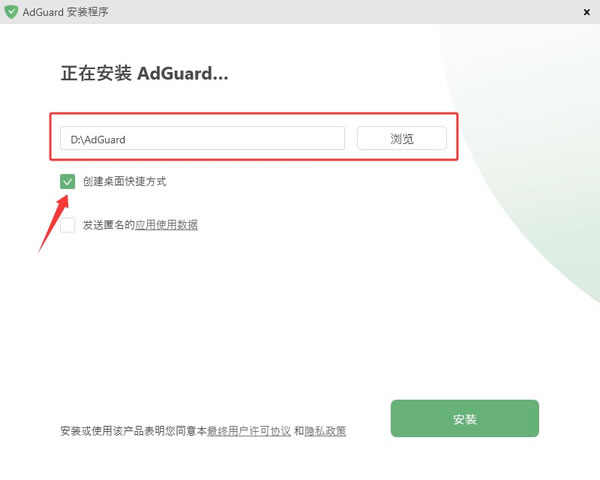 AdGuard 安装程序
正在安装 AdGuard...
D:\AdGuard
浏览
创建桌面快捷方式
发送匿名的应用使用数据
安装
安装或使用该产品表明您同意本最终用户许可协议 和隐私政策